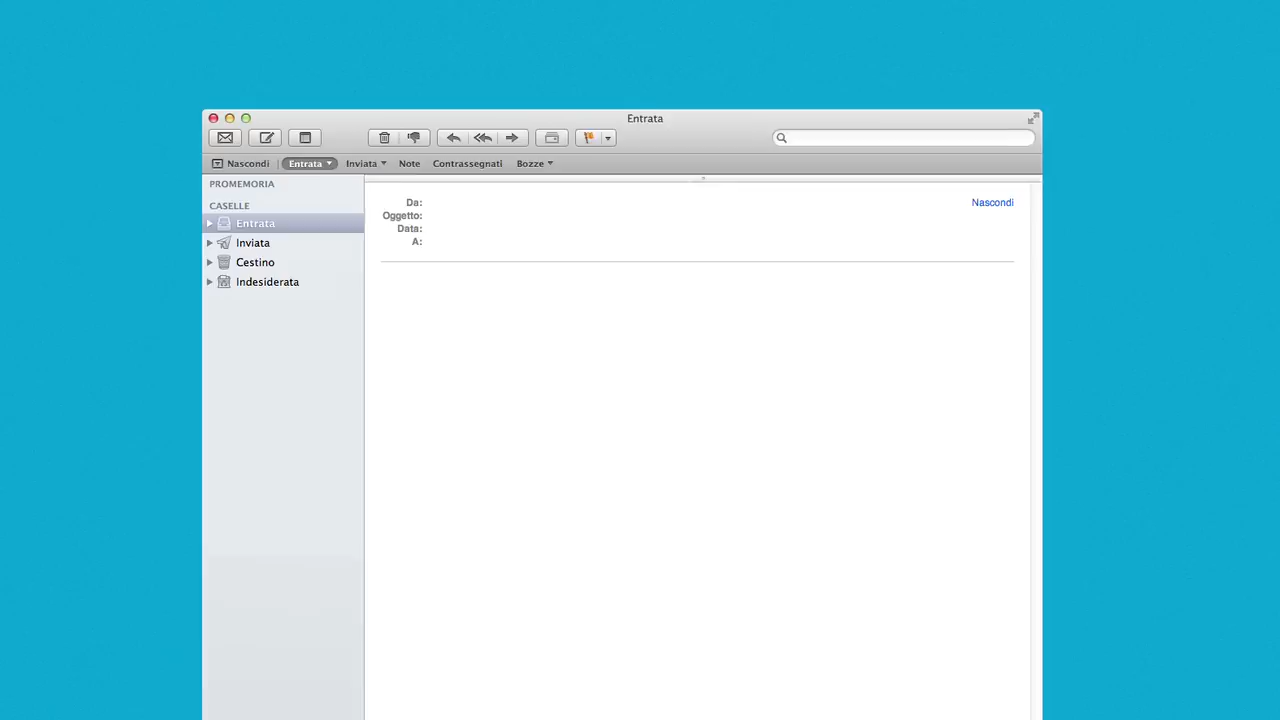 Entrata
Nascondi Entrata Inviata Note Contrassegnati Bozze
PROMEMORIA
CASELLE
Entrata
Inviata
Cestino
Indesiderata
Da: Nascondi
Oggetto:
Data:
A: